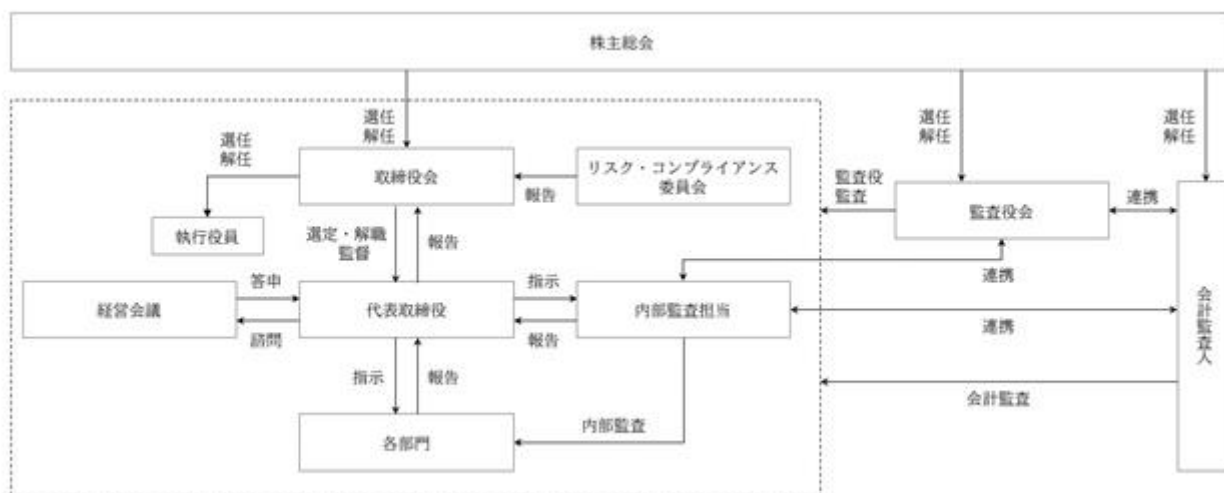 株主総会
選任
解任
選任
解任
選任
解任
選任
解任
取締役会
リスク・コンプライアンス
委員会
報告
監査役
監査
監査役会
連携
執行役員
選定・解職
監督
報告
連携
経営会議
答申
諮問
代表取締役
指示
報告
内部監査担当
連携
会計監査人
指示
報告
会計監査
各部門
内部監査